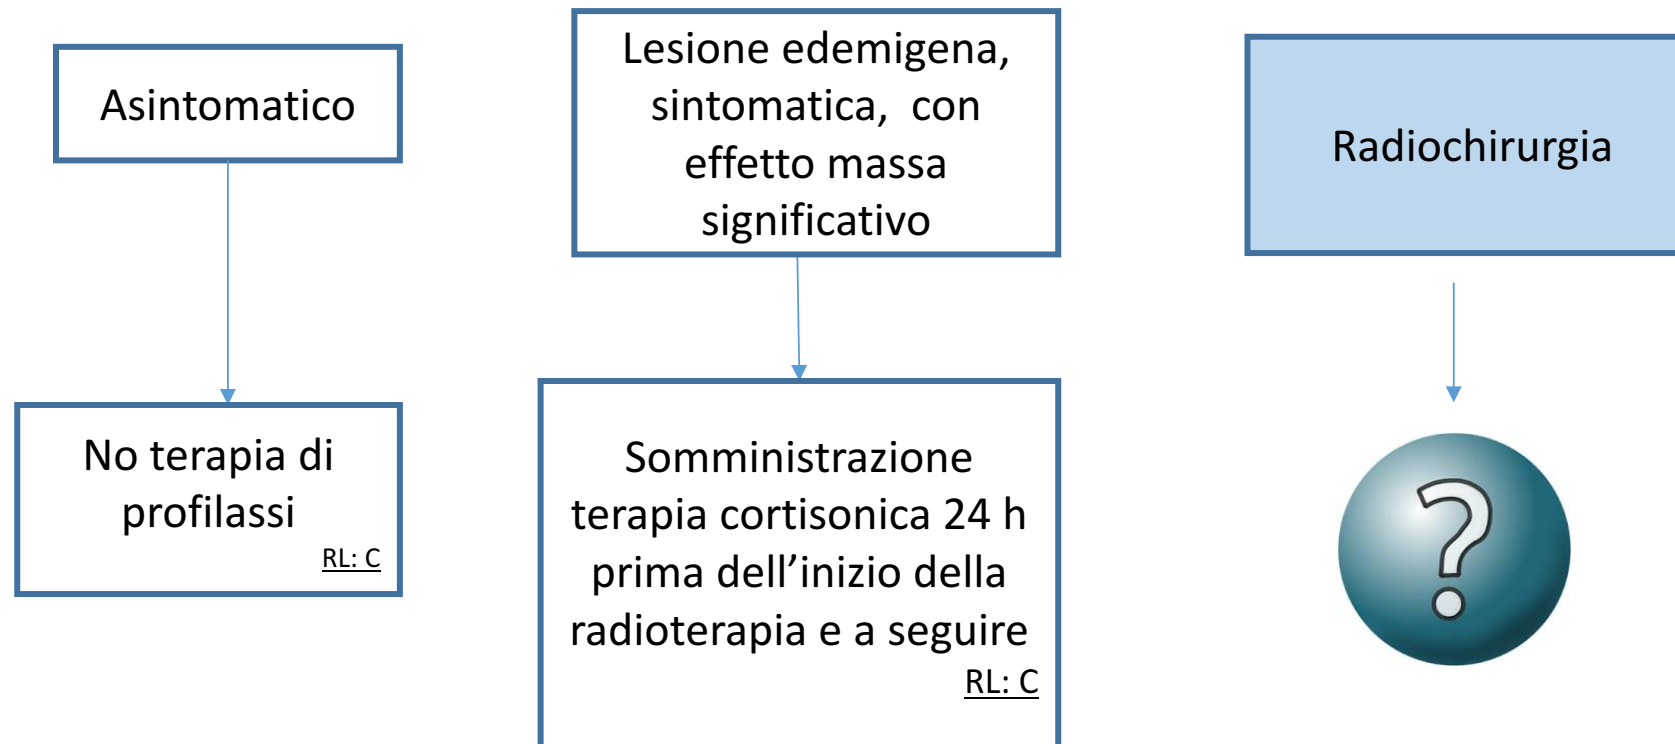 Asintomatico
No terapia di
profilassi
RL: C
Lesione edemigena,
sintomatica, con
effetto massa
significativo
Somministrazione
terapia cortisonica 24 h
prima dell’inizio della
radioterapia e a seguire
RL: C
Radiochirurgia
?